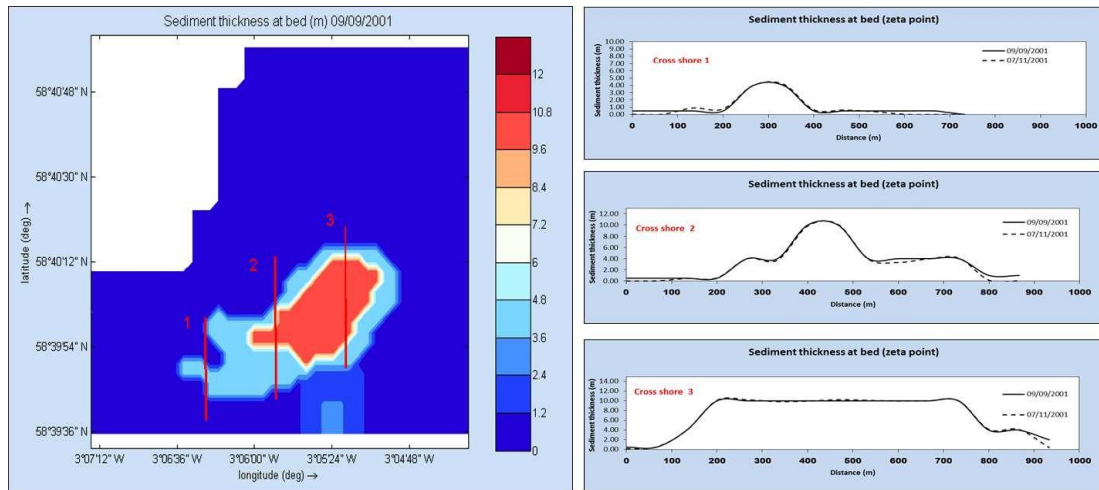 Sediment thickness at bed (m) 09/09/2001
58°40'48" N
58°40'30" N
58°40'12" N
58°39'54" N
58°39'36" N
latitude (deg) →
3°07'12" W
3°06'36" W
3°06'00" W
3°05'24" W
3°04'48" W
longitude (deg) →
1
2
3
12
10.8
9.6
8.4
7.2
6
4.8
3.6
2.4
1.2
0
Sediment thickness at bed (zeta point)
Cross shore 1
09/09/2001
07/11/2001
Sediment thickness (m)
10.00
9.00
8.00
7.00
6.00
5.00
4.00
3.00
2.00
1.00
0.00
0 100 200 300 400 500 600 700 800 900 1000
Distance (m)
Sediment thickness at bed (zeta point)
Cross shore 2
09/09/2001
07/11/2001
Sediment thickness (m)
12.00
10.00
8.00
6.00
4.00
2.00
0.00
0 100 200 300 400 500 600 700 800 900 1000
Distance (m)
Sediment thickness at bed (zeta point)
Cross shore 3
09/09/2001
07/11/2001
Sediment thickness (m)
14.00
12.00
10.00
8.00
6.00
4.00
2.00
0.00
0 100 200 300 400 500 600 700 800 900 1000
Distance (m)